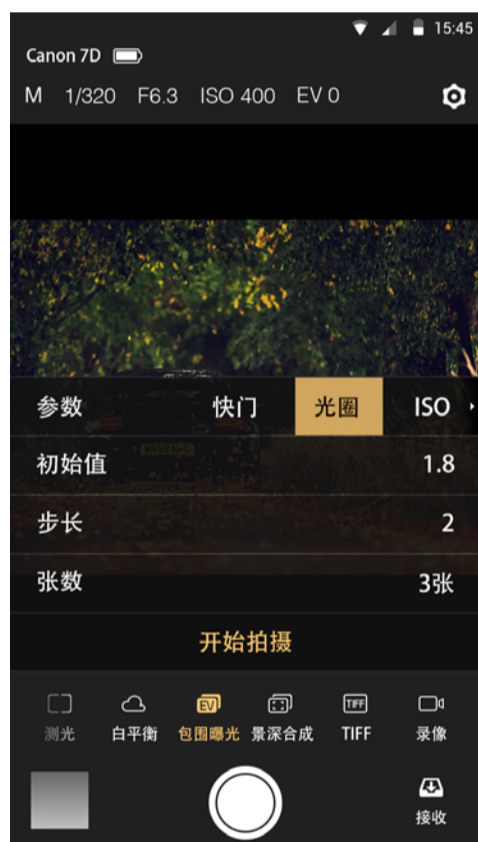 15:45
Canon 7D
M 1/320 F6.3 ISO 400 EV 0
参数 快门 光圈 ISO
初始值 1.8
步长 2
张数 3张
开始拍摄
EV TIFF
测光 白平衡 包围曝光 景深合成 TIFF 录像
接收